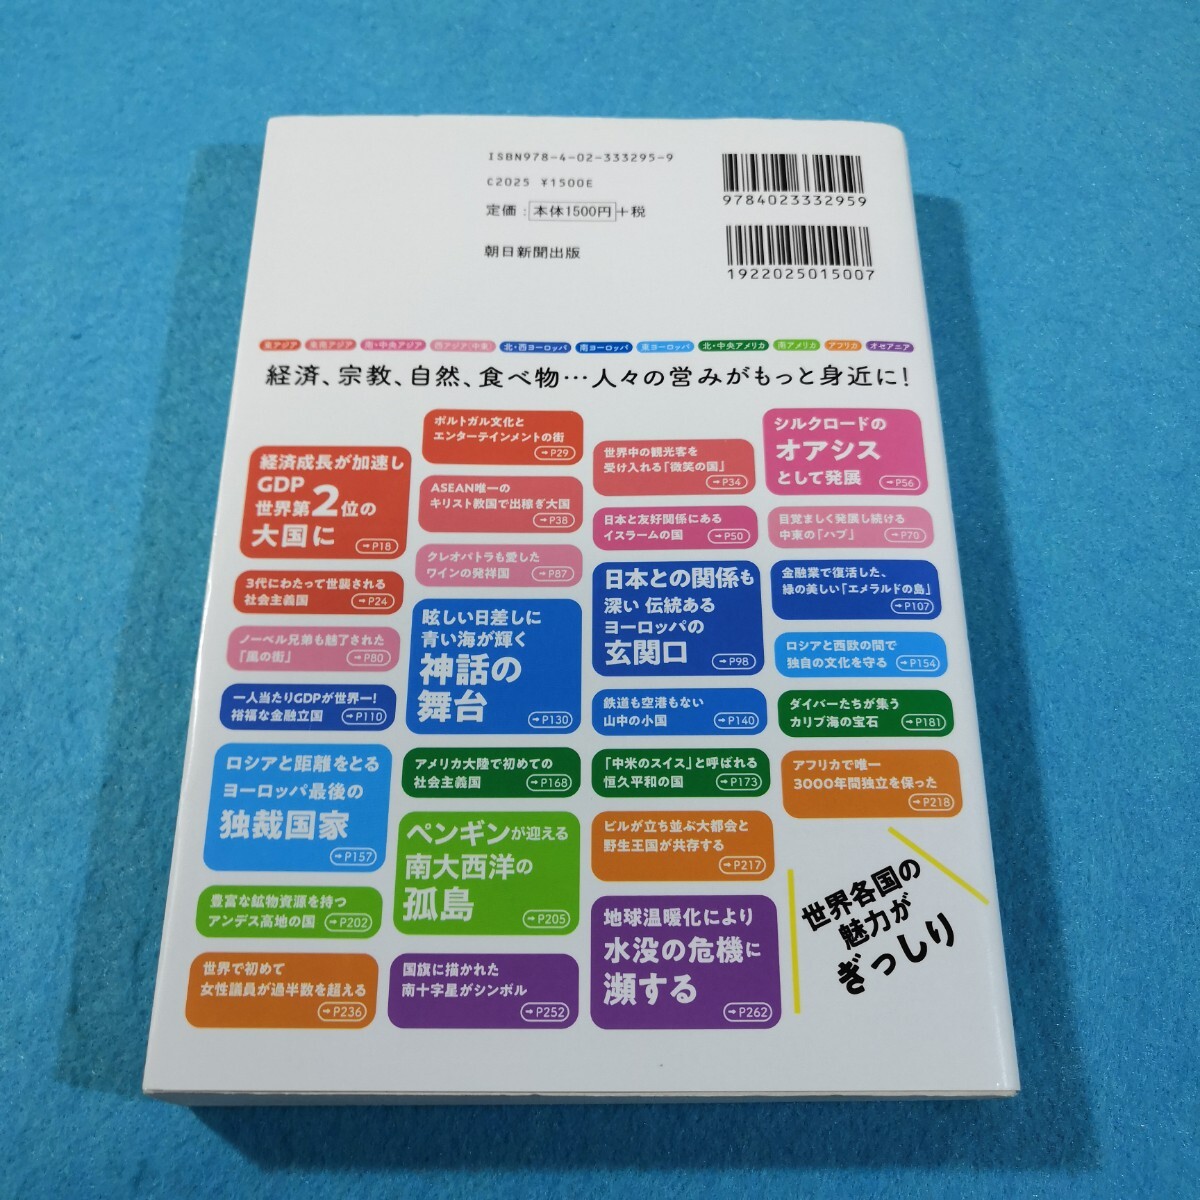 ISBN978-4-02-333295-9
C2025 ¥1500E
定価：本体1500円＋税
朝日新聞出版
9784023332959
1922025015007
東アジア
東南アジア
南・中央アジア
西アジア(中東)
北・西ヨーロッパ
南ヨーロッパ
東ヨーロッパ
北・中央アメリカ
南アメリカ
アフリカ
オセアニア
経済、宗教、自然、食べ物…人々の営みがもっと身近に！
経済成長が加速し
GDP
世界第2位の
大国に
→P18
3代にわたって世襲される
社会主義国
→P24
ノーベル兄弟も魅了された
「風の街」
→P80
一人当たりGDPが世界一！
裕福な金融立国
→P110
ロシアと距離をとる
ヨーロッパ最後の
独裁国家
→P157
豊富な鉱物資源を持つ
アンデス高地の国
→P202
世界で初めて
女性議員が過半数を超える
→P236
ポルトガル文化と
エンターテインメントの街
→P29
ASEAN唯一の
キリスト教国で出稼ぎ大国
→P38
クレオパトラも愛した
ワインの発祥国
→P87
眩しい日差しに
青い海が輝く
神話の
舞台
→P130
アメリカ大陸で初めての
社会主義国
→P168
ペンギンが迎える
南大西洋の
孤島
→P205
国旗に描かれた
南十字星がシンボル
→P252
世界中の観光客を
受け入れる「微笑の国」
→P34
日本と友好関係にある
イスラームの国
→P50
日本との関係も
深い 伝統ある
ヨーロッパの
玄関口
→P98
鉄道も空港もない
山中の小国
→P140
「中米のスイス」と呼ばれる
恒久平和の国
→P173
ビルが立ち並ぶ大都会と
野生王国が共存する
→P217
地球温暖化により
水没の危機に
瀕する
→P262
シルクロードの
オアシス
として発展
→P56
目覚ましく発展し続ける
中東の「ハブ」
→P70
金融業で復活した、
緑の美しい「エメラルドの島」
→P107
ロシアと西欧の間で
独自の文化を守る
→P154
ダイバーたちが集う
カリブ海の宝石
→P181
アフリカで唯一
3000年間独立を保った
→P218
世界各国の
魅力が
ぎっしり